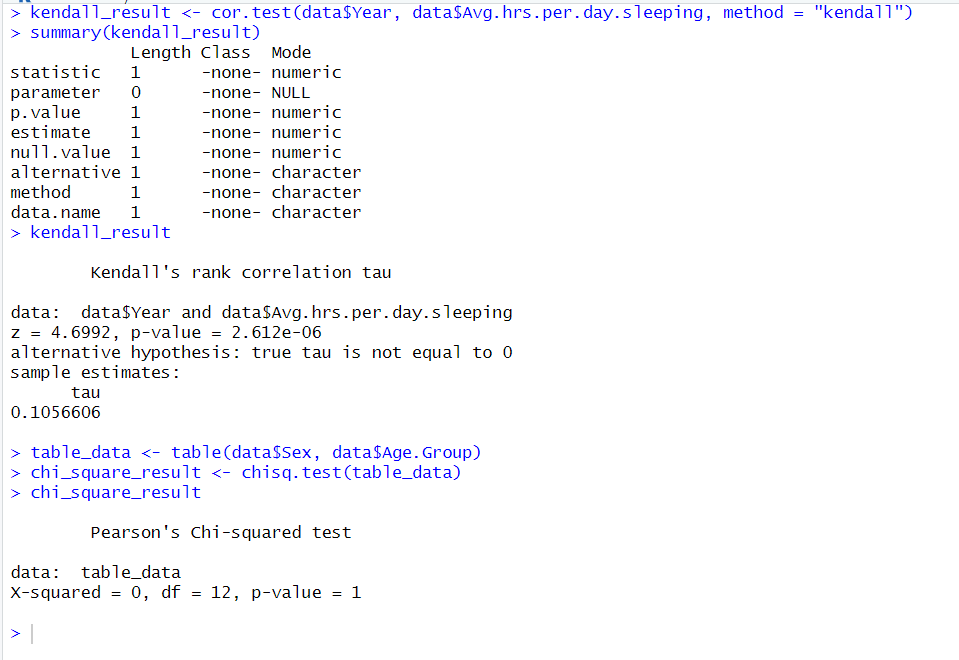 > kendall_result <- cor.test(data$Year, data$Avg.hrs.per.day.sleeping, method = "kendall")
> summary(kendall_result)
            Length Class  Mode
statistic   1      -none- numeric
parameter   0      -none- NULL
p.value     1      -none- numeric
estimate    1      -none- numeric
null.value  1      -none- numeric
alternative 1      -none- character
method      1      -none- character
data.name   1      -none- character
> kendall_result

        Kendall's rank correlation tau

data:  data$Year and data$Avg.hrs.per.day.sleeping
z = 4.6992, p-value = 2.612e-06
alternative hypothesis: true tau is not equal to 0
sample estimates:
      tau
0.1056606

> table_data <- table(data$Sex, data$Age.Group)
> chi_square_result <- chisq.test(table_data)
> chi_square_result

        Pearson's Chi-squared test

data:  table_data
X-squared = 0, df = 12, p-value = 1

>